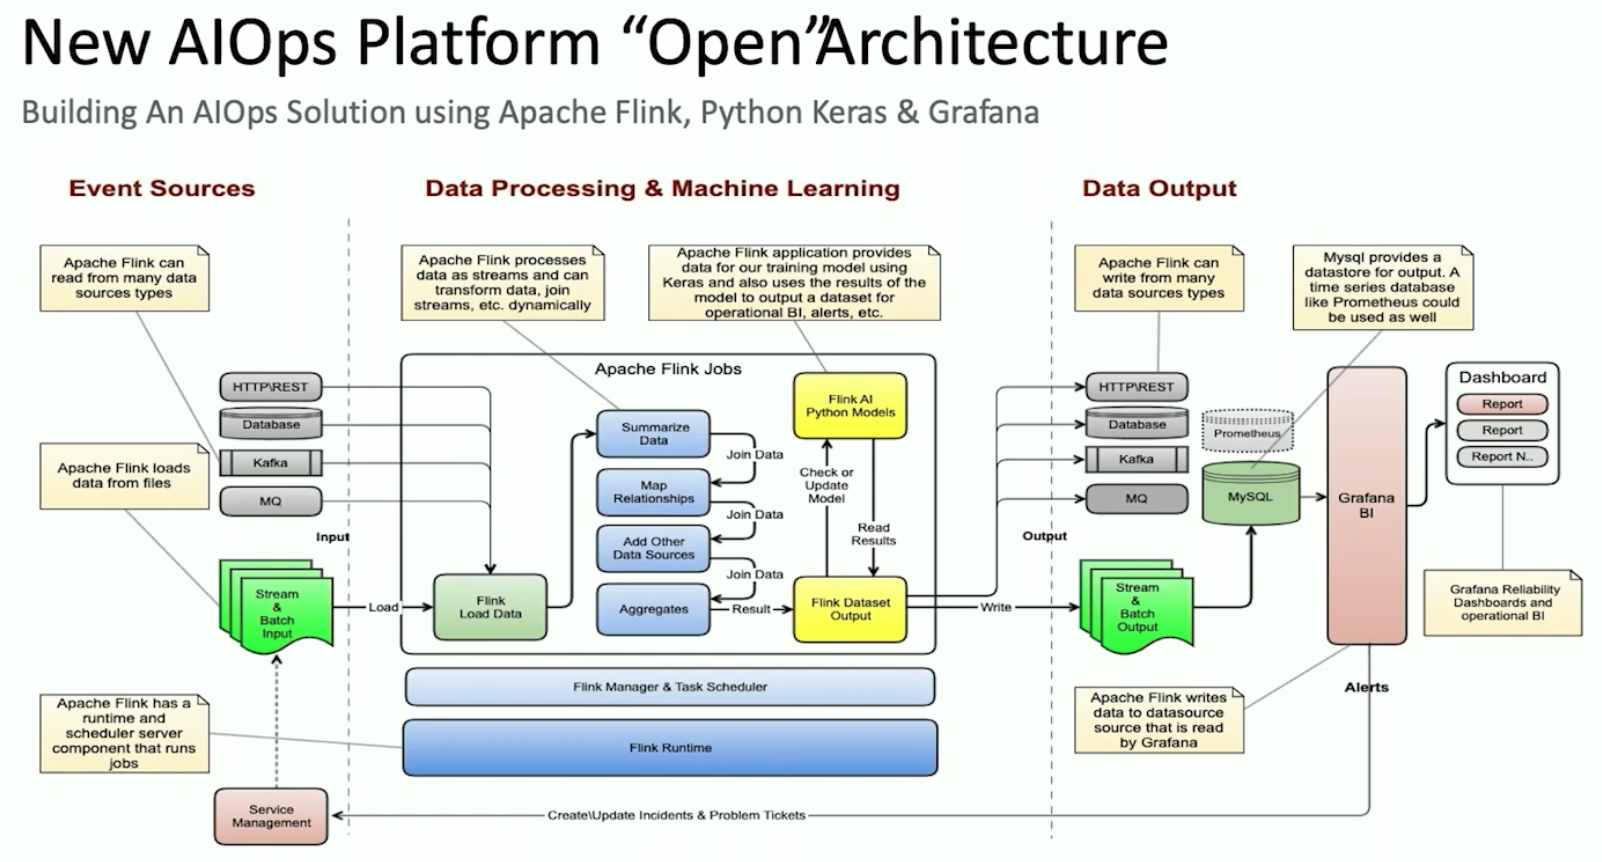 New AIOps Platform “Open”Architecture
Building An AIOps Solution using Apache Flink, Python Keras & Grafana
Event Sources
Data Processing & Machine Learning
Data Output
Apache Flink can
read from many data
sources types
Apache Flink processes
data as streams and can
transform data, join
streams, etc. dynamically
Apache Flink application provides
data for our training model using
Keras and also uses the results of the
model to output a dataset for
operational BI, alerts, etc.
Apache Flink can
write from many
data sources types
Mysql provides a
datastore for output. A
time series database
like Prometheus could
be used as well
HTTP\REST
Database
Kafka
MQ
Apache Flink loads
data from files
Input
Stream
&
Batch
Input
Load
Apache Flink Jobs
Flink
Load Data
Summarize
Data
Join Data
Map
Relationships
Join Data
Add Other
Data Sources
Join Data
Aggregates
Result
Flink AI
Python Models
Check or
Update
Model
Read
Results
Flink Dataset
Output
Flink Manager & Task Scheduler
Flink Runtime
HTTP\REST
Database
Kafka
MQ
Output
Write
Stream
&
Batch
Output
Prometheus
MySQL
Grafana
BI
Dashboard
Report
Report
Report N..
Grafana Reliability
Dashboards and
operational BI
Apache Flink writes
data to datasource
source that is read
by Grafana
Alerts
Apache Flink has a
runtime and
scheduler server
component that runs
jobs
Service
Management
Create\Update Incidents & Problem Tickets